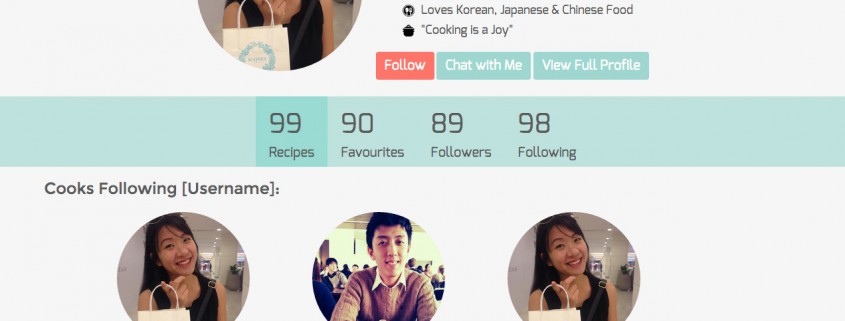 Loves Korean, Japanese & Chinese Food
"Cooking is a Joy"
Follow
Chat with Me
View Full Profile
99
90
89
98
Recipes
Favourites
Followers
Following
Cooks Following [Username]: